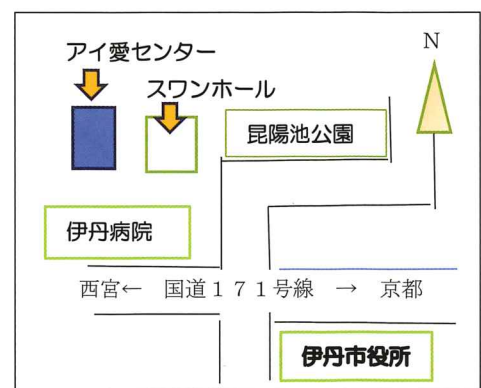 アイ愛センター
N
スワンホール
昆陽池公園
伊丹病院
西宮← 国道171号線 → 京都
伊丹市役所